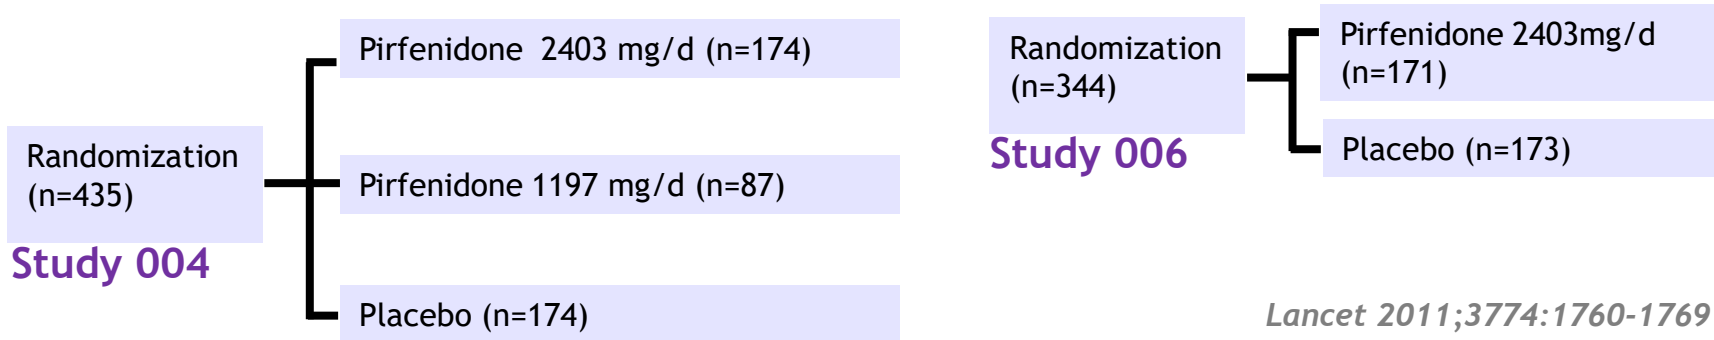 Randomization
(n=435)
Study 004
Pirfenidone  2403 mg/d (n=174)
Pirfenidone 1197 mg/d (n=87)
Placebo (n=174)
Randomization
(n=344)
Study 006
Pirfenidone 2403mg/d
(n=171)
Placebo (n=173)
Lancet 2011;3774:1760-1769